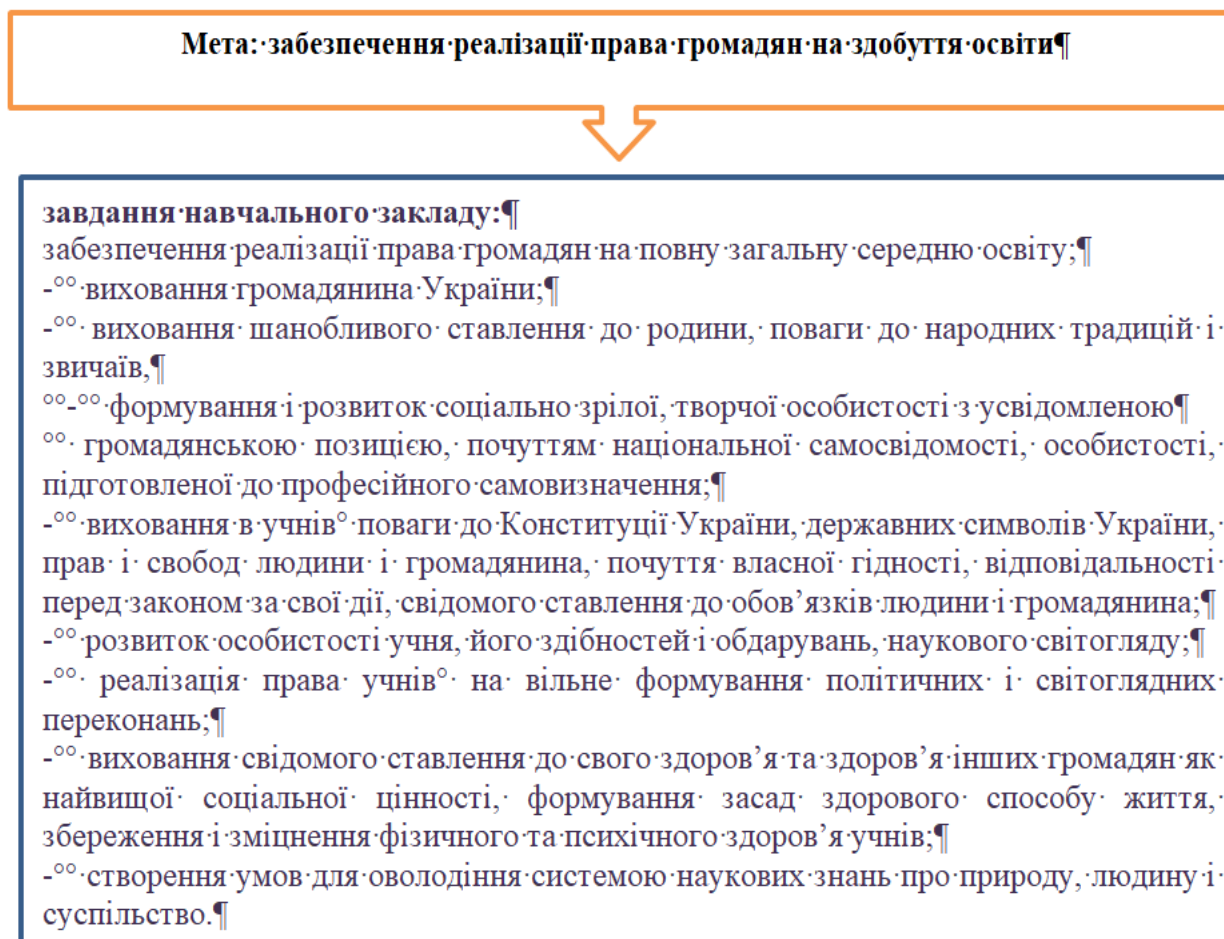 Мета: забезпечення реалізації права громадян на здобуття освіти¶
завдання навчального закладу:¶
забезпечення реалізації права громадян на повну загальну середню освіту;¶
-°° виховання громадянина України;¶
-°° виховання шанобливого ставлення до родини, поваги до народних традицій і
звичаїв,¶
°°-°° формування і розвиток соціально зрілої, творчої особистості з усвідомленою¶
°° громадянською позицією, почуттям національної самосвідомості, особистості,
підготовленої до професійного самовизначення;¶
-°° виховання в учнів° поваги до Конституції України, державних символів України,
прав і свобод людини і громадянина, почуття власної гідності, відповідальності
перед законом за свої дії, свідомого ставлення до обов’язків людини і громадянина;¶
-°° розвиток особистості учня, його здібностей і обдарувань, наукового світогляду;¶
-°° реалізація права учнів° на вільне формування політичних і світоглядних
переконань;¶
-°° виховання свідомого ставлення до свого здоров’я та здоров’я інших громадян як
найвищої соціальної цінності, формування засад здорового способу життя,
збереження і зміцнення фізичного та психічного здоров’я учнів;¶
-°° створення умов для оволодіння системою наукових знань про природу, людину і
суспільство.¶